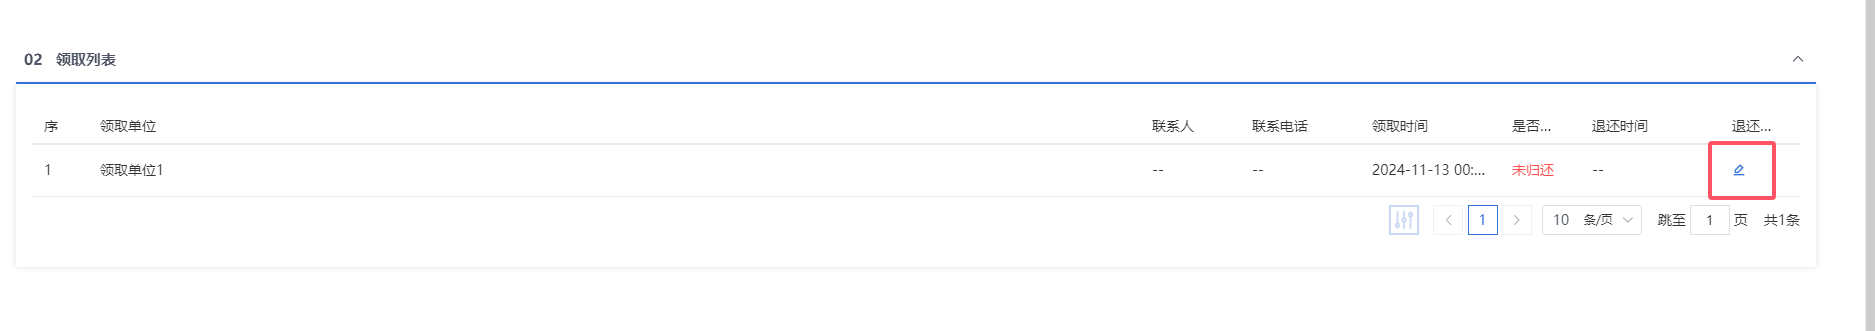 02 领取列表
序 领取单位 联系人 联系电话 领取时间 是否... 退还时间 退还...
1 领取单位1 -- -- 2024-11-13 00:... 未归还 --
1 10 条/页 跳至 1 页 共1条